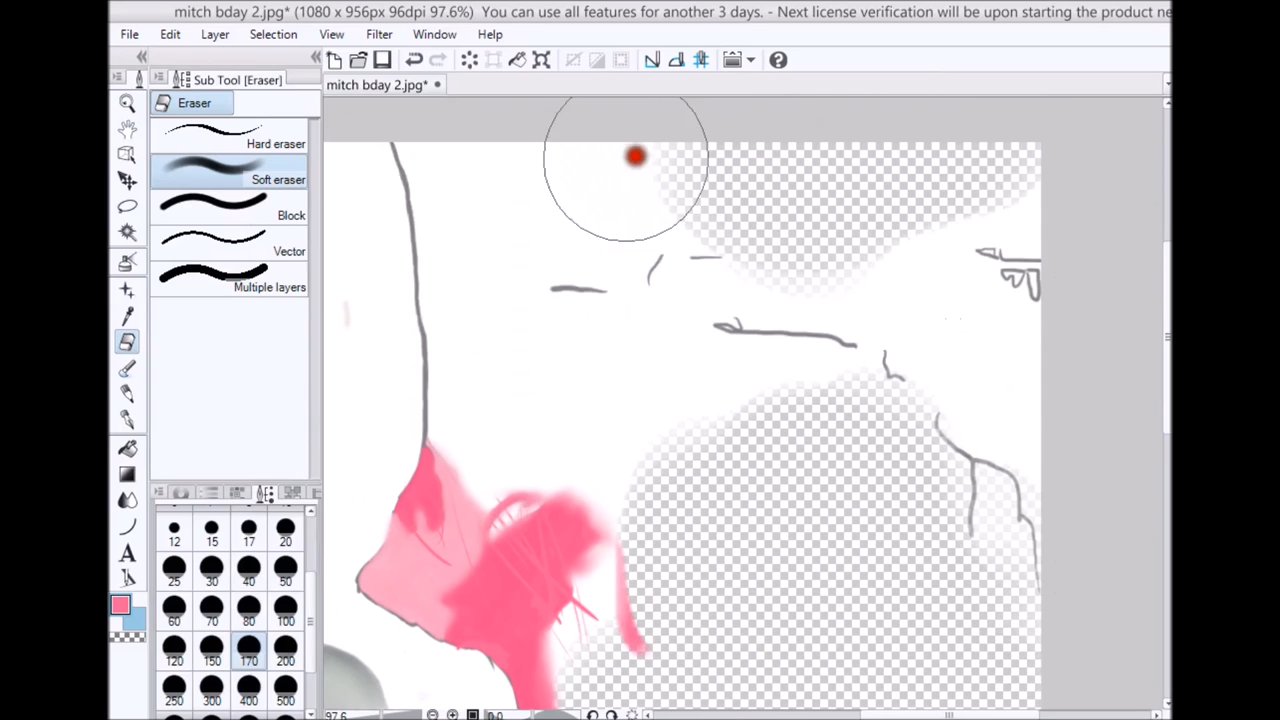 mitch bday 2.jpg* (1080 x 956px 96dpi 97.6%) You can use all features for another 3 days. - Next license verification will be upon starting the product ne
File Edit Layer Selection View Filter Window Help
Sub Tool [Eraser]
mitch bday 2.jpg*
Eraser
Hard eraser
Soft eraser
Block
Vector
Multiple layers
12 15 17 20
25 30 40 50
60 70 80 100
120 150 170 200
250 300 400 500
97.6 0.0